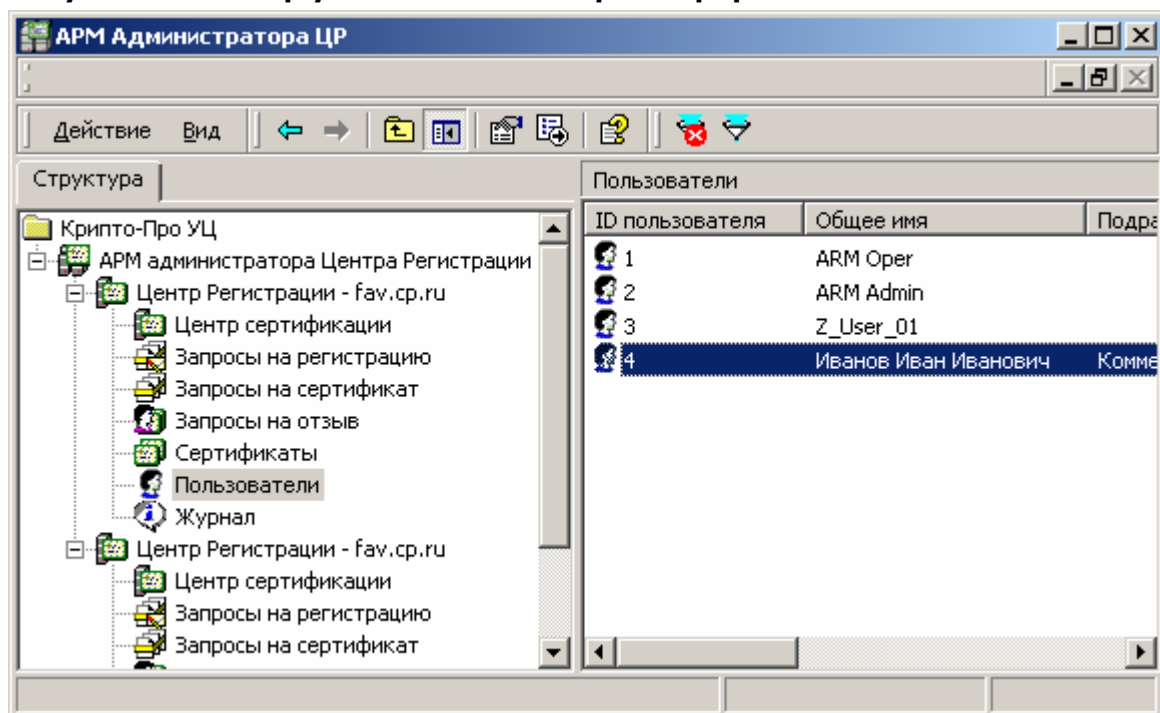 АРМ Администратора ЦР
Действие Вид
Структура
Пользователи
Крипто-Про УЦ
АРМ администратора Центра Регистрации
Центр Регистрации - fav.cp.ru
Центр сертификации
Запросы на регистрацию
Запросы на сертификат
Запросы на отзыв
Сертификаты
Пользователи
Журнал
Центр Регистрации - fav.cp.ru
Центр сертификации
Запросы на регистрацию
Запросы на сертификат
ID пользователя Общее имя Подра
1 ARM Oper
2 ARM Admin
3 Z_User_01
4 Иванов Иван Иванович Комме